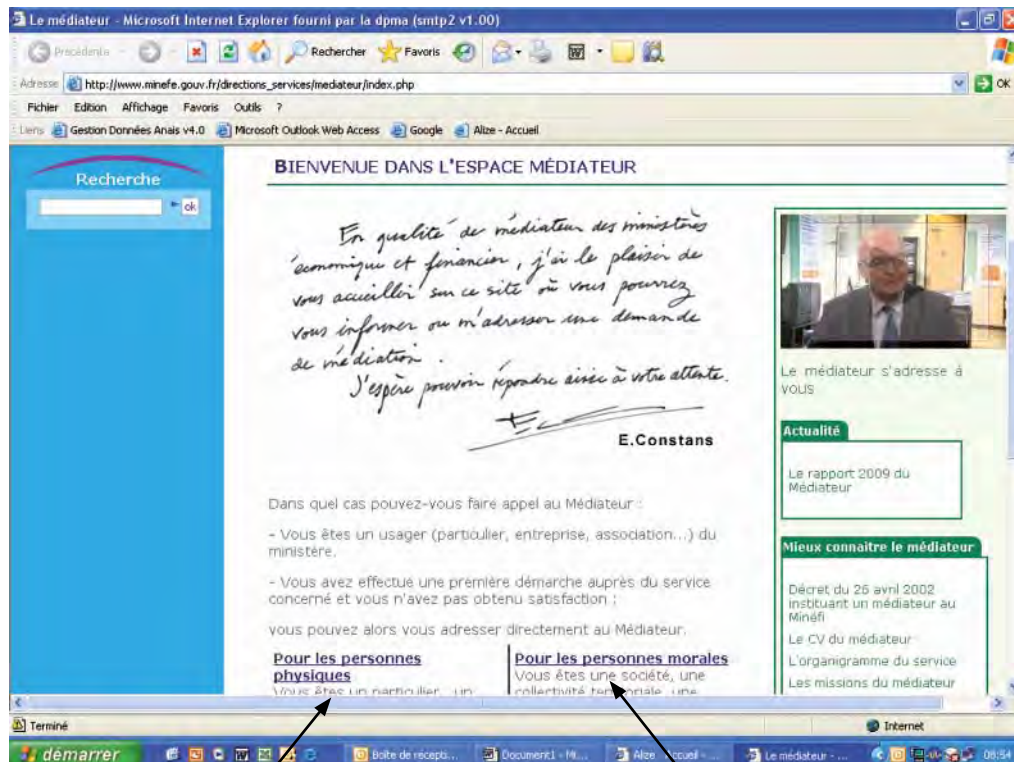 Le médiateur - Microsoft Internet Explorer fourni par la dpma (smtp2 v1.00)
Précédente Rechercher Favoris
Adresse http://www.minefe.gouv.fr/directions_services/mediateur/index.php OK
Fichier Edition Affichage Favoris Outils ?
Liens Gestion Données Anais v4.0 Microsoft Outlook Web Access Google Alize - Accueil
Recherche
ok
BIENVENUE DANS L'ESPACE MÉDIATEUR
En qualité de médiateur des ministères
économique et financier, j'ai le plaisir de
vous accueillir sur ce site où vous pourrez
vous informer ou m'adresser une demande
de médiation.
J'espère pouvoir répondre à votre attente.
E.Constans
Dans quel cas pouvez-vous faire appel au Médiateur :
- Vous êtes un usager (particulier, entreprise, association...) du
ministère.
- Vous avez effectué une première démarche auprès du service
concerné et vous n'avez pas obtenu satisfaction ;
vous pouvez alors vous adresser directement au Médiateur.
Pour les personnes
physiques
Vous êtes un particulier, un
Pour les personnes morales
Vous êtes une société, une
collectivité territoriale, une
Le médiateur s'adresse à
vous
Actualité
Le rapport 2009 du
Médiateur
Mieux connaître le médiateur
Décret du 26 avril 2002
instituant un médiateur au
Minéfi
Le CV du médiateur
L'organigramme du service
Les missions du médiateur
Terminé Internet
démarrer Boîte de récepti... Document1 - Mi... Alize - Accueil - ... Le médiateur - ... 08:54